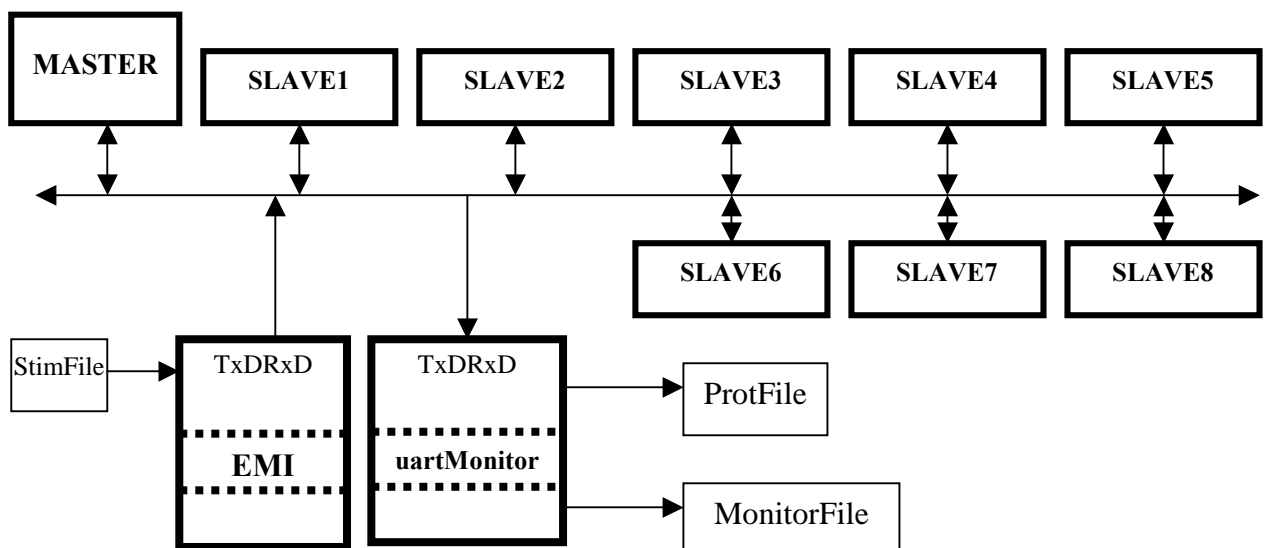 MASTER
SLAVE1
SLAVE2
SLAVE3
SLAVE4
SLAVE5
SLAVE6
SLAVE7
SLAVE8
StimFile
TxDRxD
EMI
TxDRxD
uartMonitor
ProtFile
MonitorFile